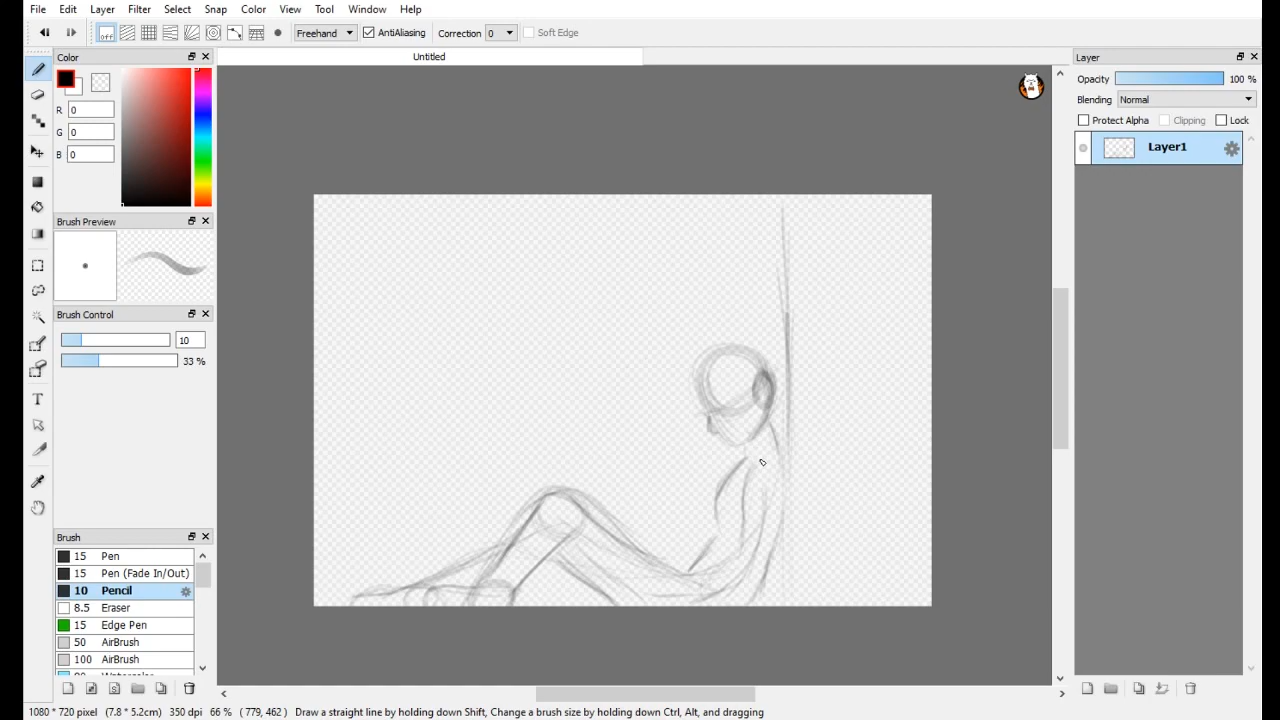 File Edit Layer Filter Select Snap Color View Tool Window Help
off Freehand AntiAliasing Correction 0 Soft Edge
Color
Untitled
Layer
R 0
G 0
B 0
Opacity 100 %
Blending Normal
Protect Alpha Clipping Lock
Layer1
Brush Preview
Brush Control
10
33 %
T
Brush
15 Pen
15 Pen (Fade In/Out)
10 Pencil
8.5 Eraser
15 Edge Pen
50 AirBrush
100 AirBrush
1080 * 720 pixel (7.8 * 5.2cm) 350 dpi 66 % ( 779, 462 ) Draw a straight line by holding down Shift, Change a brush size by holding down Ctrl, Alt, and dragging